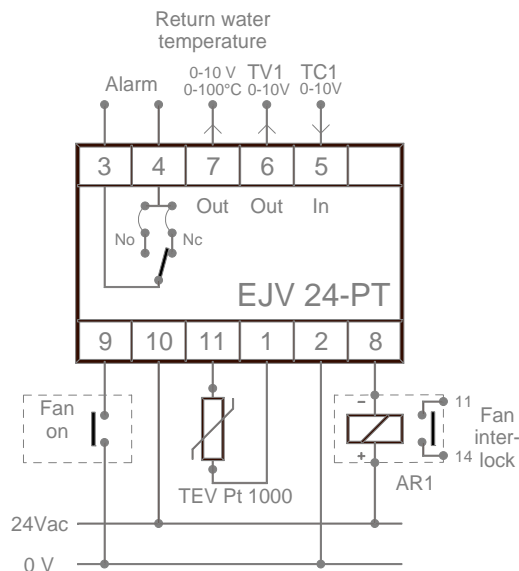 Return water
temperature
Alarm
0-10 V
0-100°C
TV1
0-10V
TC1
0-10V
3 4 7 6 5
Out Out In
No Nc
EJV 24-PT
9 10 11 1 2 8
Fan
on
TEV Pt 1000
–
+
11
14
Fan
inter-
lock
AR1
24Vac
0 V